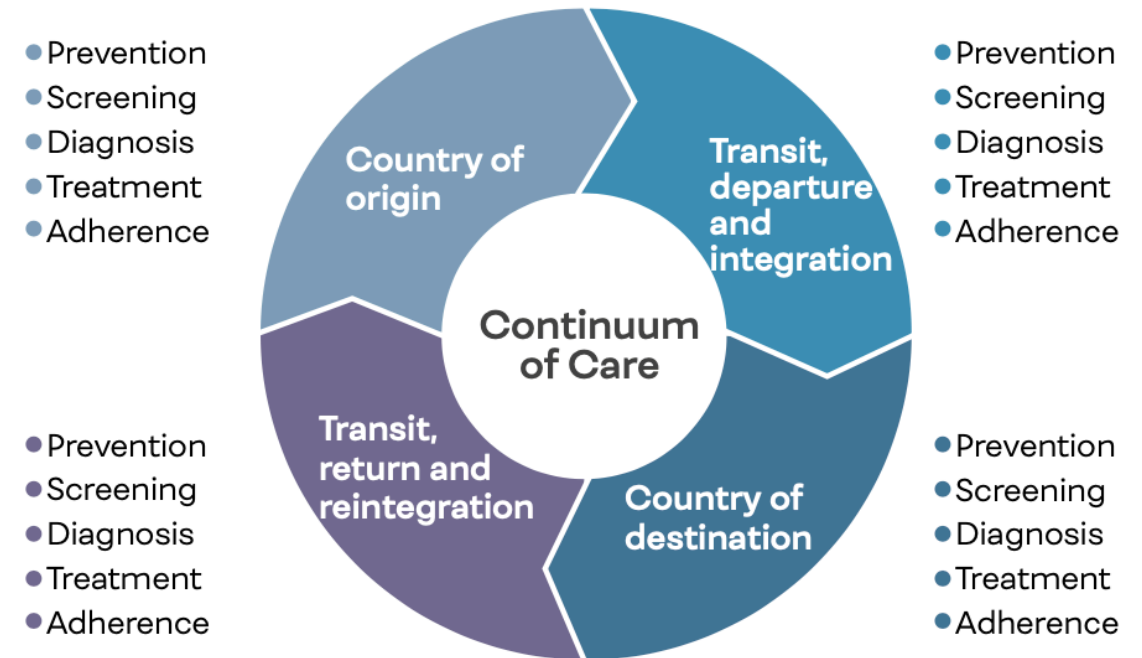 Prevention
Screening
Diagnosis
Treatment
Adherence
Country of
origin
Transit,
departure
and
integration
Prevention
Screening
Diagnosis
Treatment
Adherence
Continuum
of Care
Prevention
Screening
Diagnosis
Treatment
Adherence
Transit,
return and
reintegration
Country of
destination
Prevention
Screening
Diagnosis
Treatment
Adherence